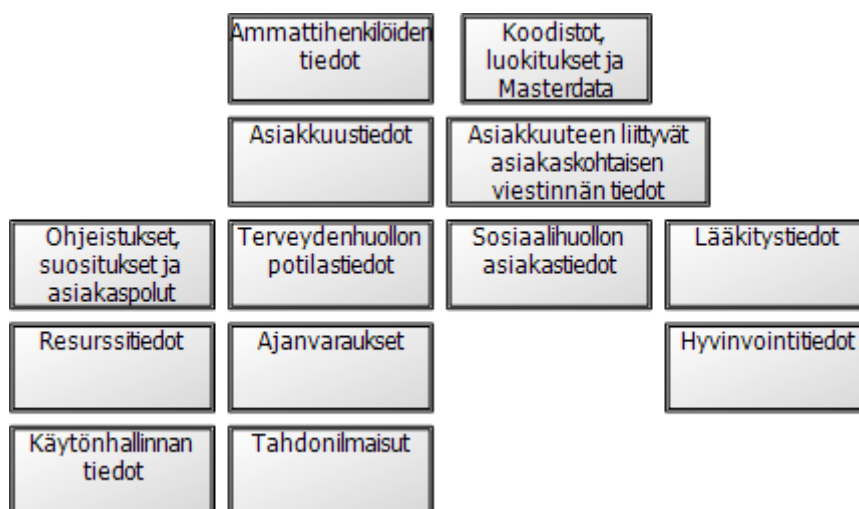 Ammattihenkilöiden
tiedot
Koodistot,
luokitukset ja
Masterdata
Asiakkuustiedot
Asiakkuuteen liittyvät
asiakaskohtaisen
viestinnän tiedot
Ohjeistukset,
suositukset ja
asiakaspolut
Terveydenhuollon
potilastiedot
Sosiaalihuollon
asiakastiedot
Lääkitystiedot
Resurssitiedot
Ajanvaraukset
Hyvinvointitiedot
Käytönhallinnan
tiedot
Tahdonilmaisut